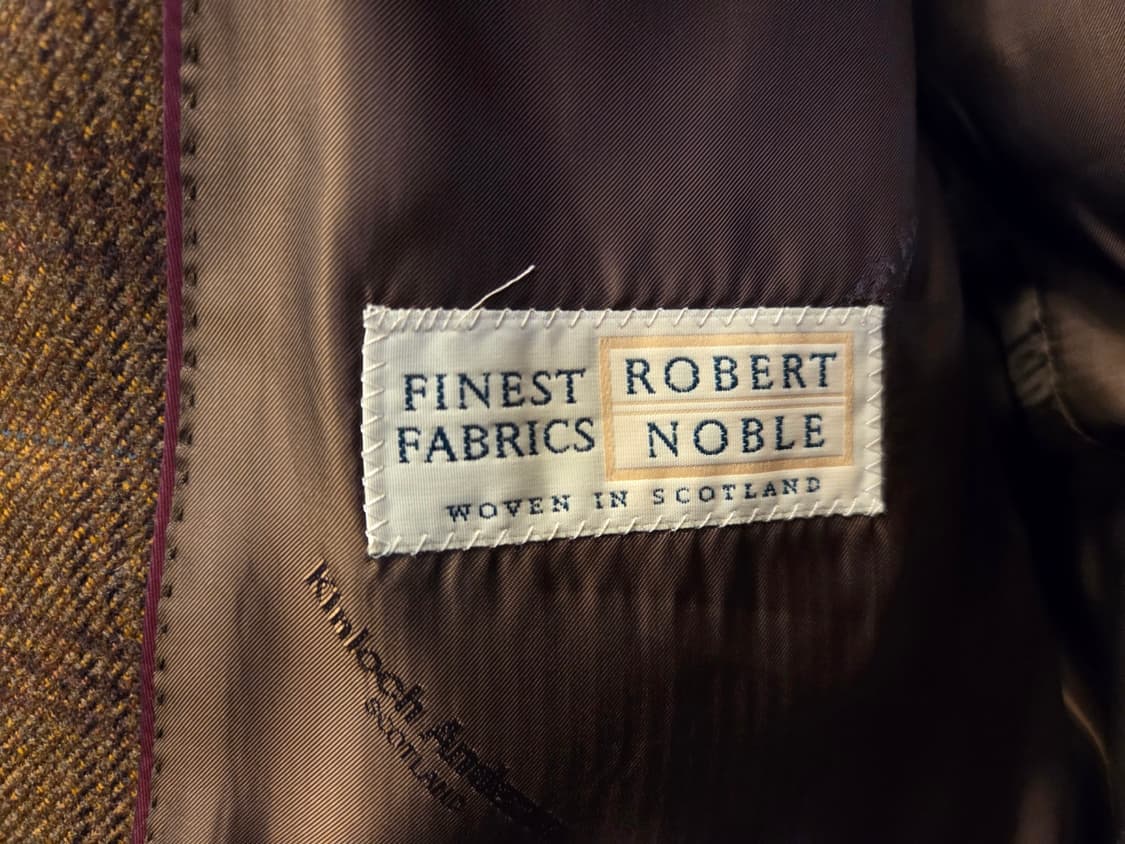 FINEST
FABRICS
ROBERT
NOBLE
WOVEN IN SCOTLAND
Kinloch
SCOTLAND